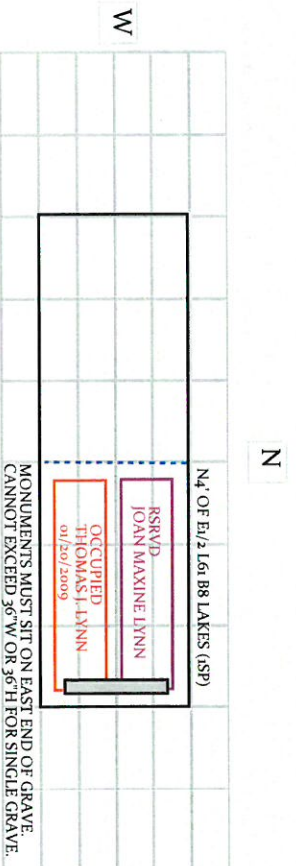 W
N
N4' OF E1/2 L61 B8 LAKES (1SP)
RSRVD
JOAN MAXINE LYNN
OCCUPIED
THOMAS J. LYNN
01/20/2009
MONUMENTS MUST SIT ON EAST END OF GRAVE.
CANNOT EXCEED 36"W OR 36"H FOR SINGLE GRAVE.